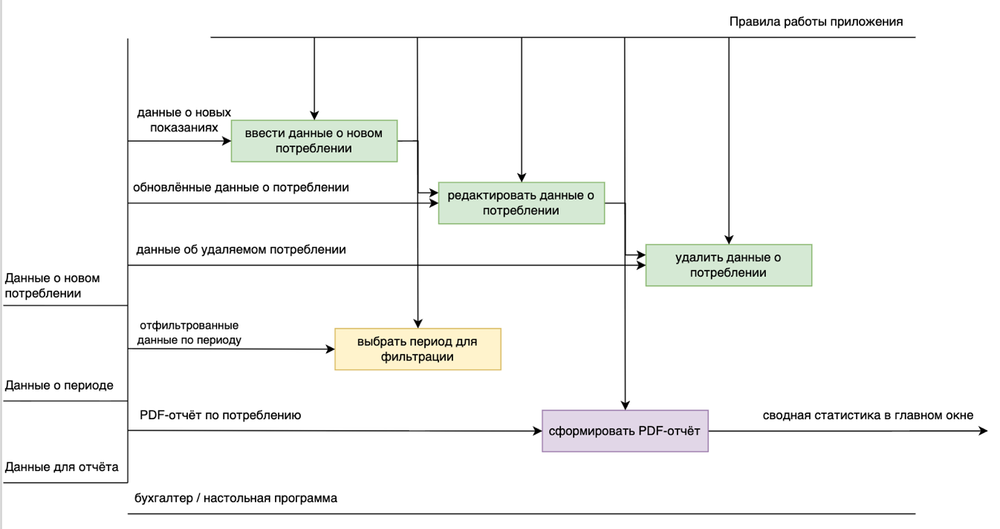 Правила работы приложения
данные о новых
показаниях
ввести данные о новом
потреблении
обновлённые данные о потреблении
редактировать данные о
потреблении
данные об удаляемом потреблении
удалить данные о
потреблении
Данные о новом
потреблении
отфильтрованные
данные по периоду
выбрать период для
фильтрации
Данные о периоде
PDF-отчёт по потреблению
сформировать PDF-отчёт
сводная статистика в главном окне
Данные для отчёта
бухгалтер / настольная программа